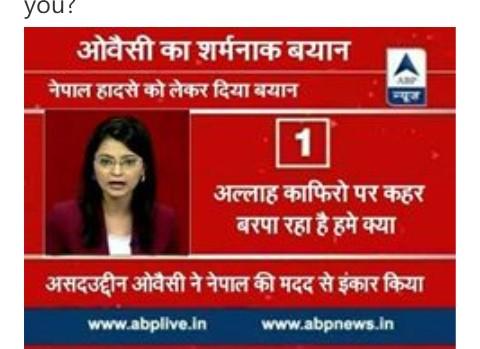 you?
ओवैसी का शर्मनाक बयान
नेपाल हादसे को लेकर दिया बयान
ABP
न्यूज़
1
अल्लाह काफिरो पर कहर
बरपा रहा है हमे क्या
असदउद्दीन ओवैसी ने नेपाल की मदद से इंकार किया
www.abplive.in www.abpnews.in